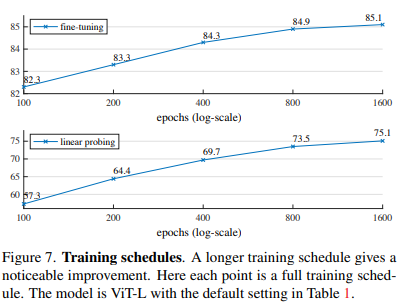 85
84
83
82
fine-tuning
82.3
83.3
84.3
84.9
85.1
100 200 400 800 1600
epochs (log-scale)
75
70
65
60
linear probing
57.3
64.4
69.7
73.5
75.1
100 200 400 800 1600
epochs (log-scale)
Figure 7. Training schedules. A longer training schedule gives a
noticeable improvement. Here each point is a full training sched-
ule. The model is ViT-L with the default setting in Table 1.